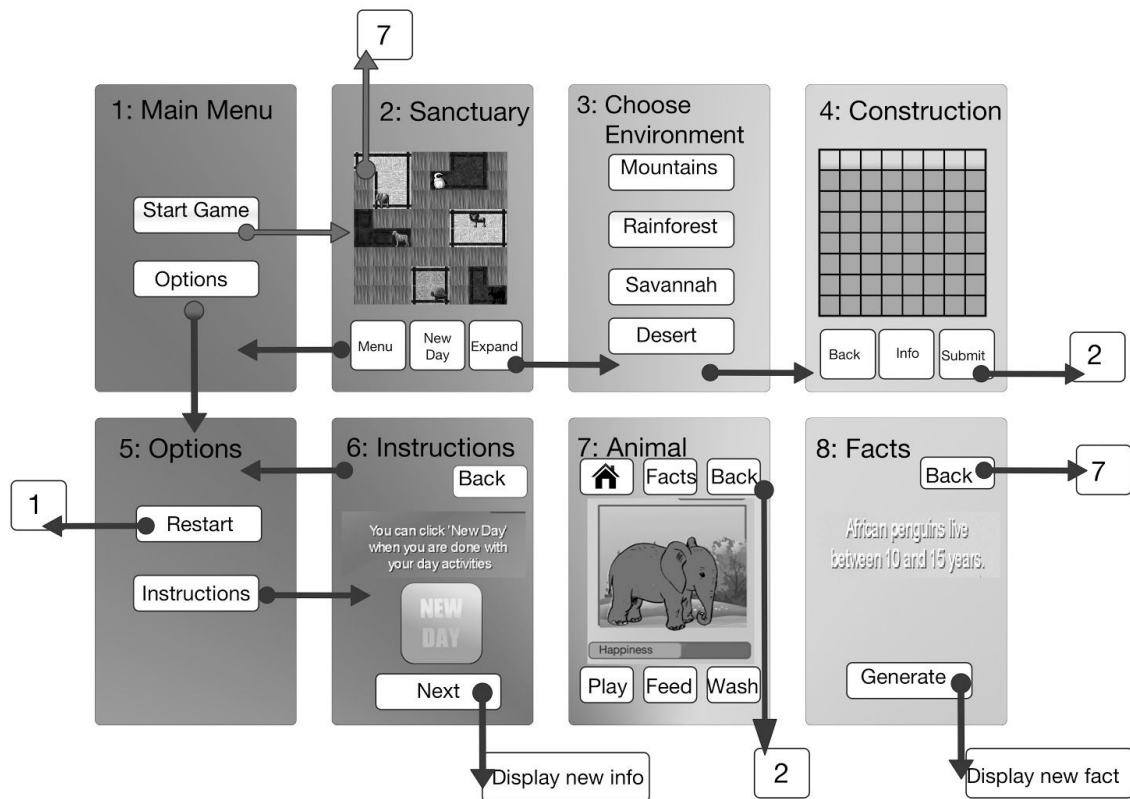 7
1: Main Menu
Start Game
Options
2: Sanctuary
Menu
New
Day
Expand
3: Choose
Environment
Mountains
Rainforest
Savannah
Desert
4: Construction
Back
Info
Submit
2
5: Options
1
Restart
Instructions
6: Instructions
Back
You can click 'New Day'
when you are done with
your day activities
NEW
DAY
Next
Display new info
7: Animal
Facts
Back
Happiness
Play
Feed
Wash
2
8: Facts
Back
7
African penguins live
between 10 and 15 years.
Generate
Display new fact